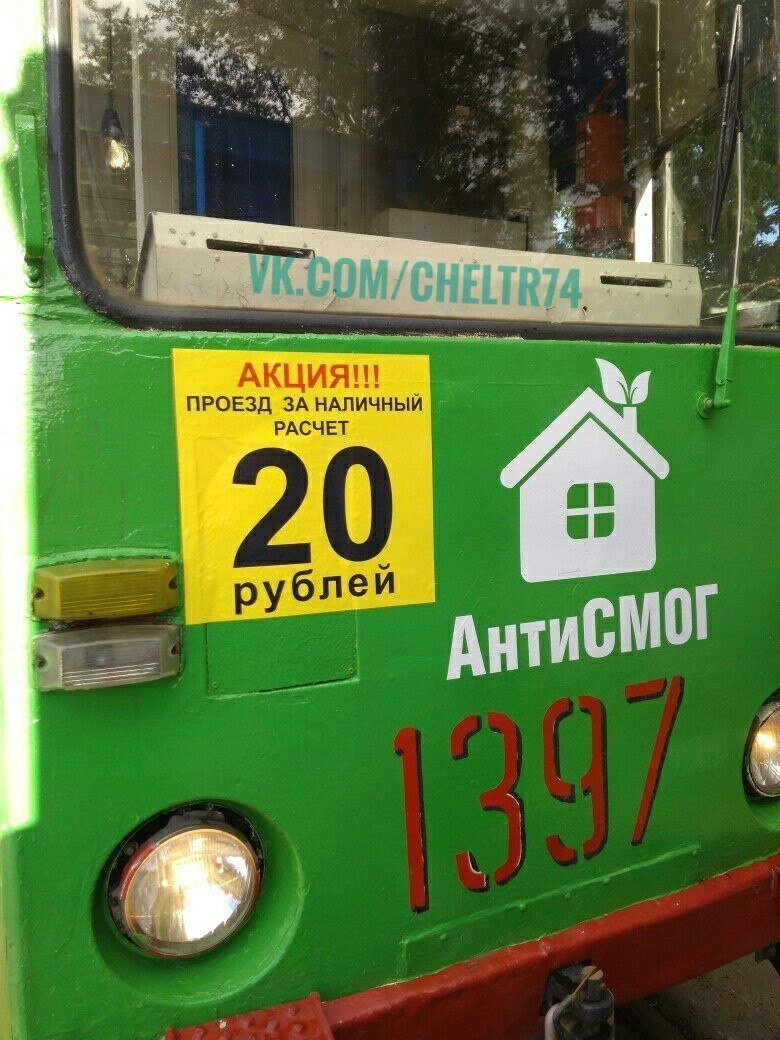 VK.COM/CHELTR74
АКЦИЯ!!!
ПРОЕЗД ЗА НАЛИЧНЫЙ
РАСЧЕТ
20
рублей
АнтиСМОГ
1397